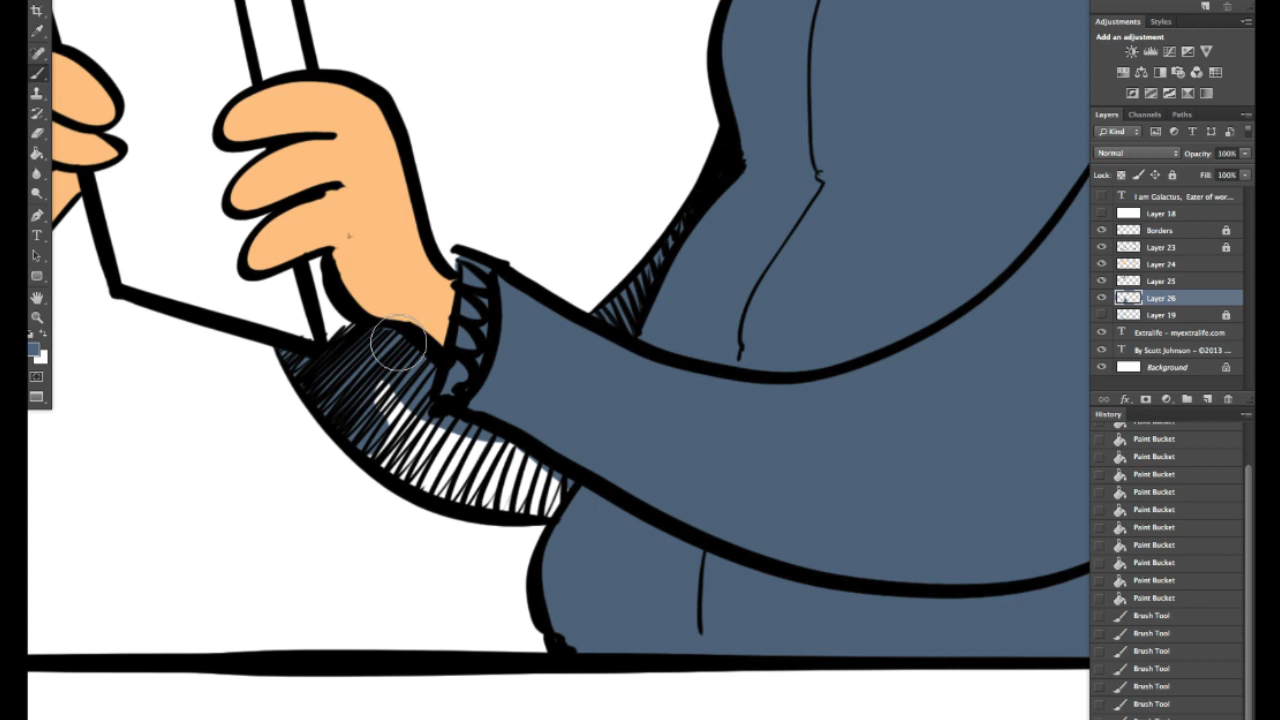 Adjustments Styles
Add an adjustment
Layers Channels Paths
Kind
Normal Opacity: 100%
Lock: Fill: 100%
I am Galactus, Eater of wor...
Layer 18
Borders
Layer 23
Layer 24
Layer 25
Layer 26
Layer 19
Extralife - myextralife.com
By Scott Johnson - ©2013 ...
Background
fx
History
Paint Bucket
Paint Bucket
Paint Bucket
Paint Bucket
Paint Bucket
Paint Bucket
Paint Bucket
Paint Bucket
Paint Bucket
Paint Bucket
Brush Tool
Brush Tool
Brush Tool
Brush Tool
Brush Tool
Brush Tool